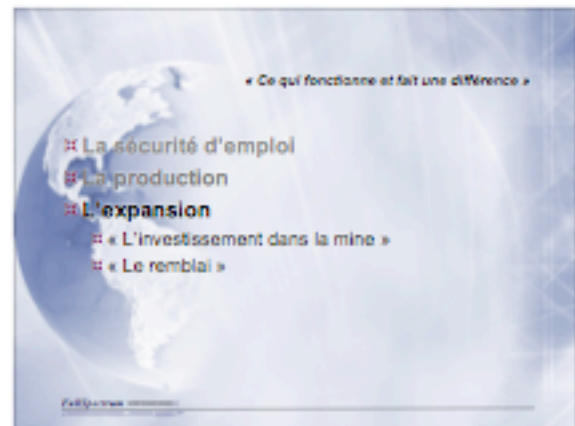 « Ce qui fonctionne et fait une différence »
La sécurité d'emploi
La production
L'expansion
« L'investissement dans la mine »
« Le remblai »